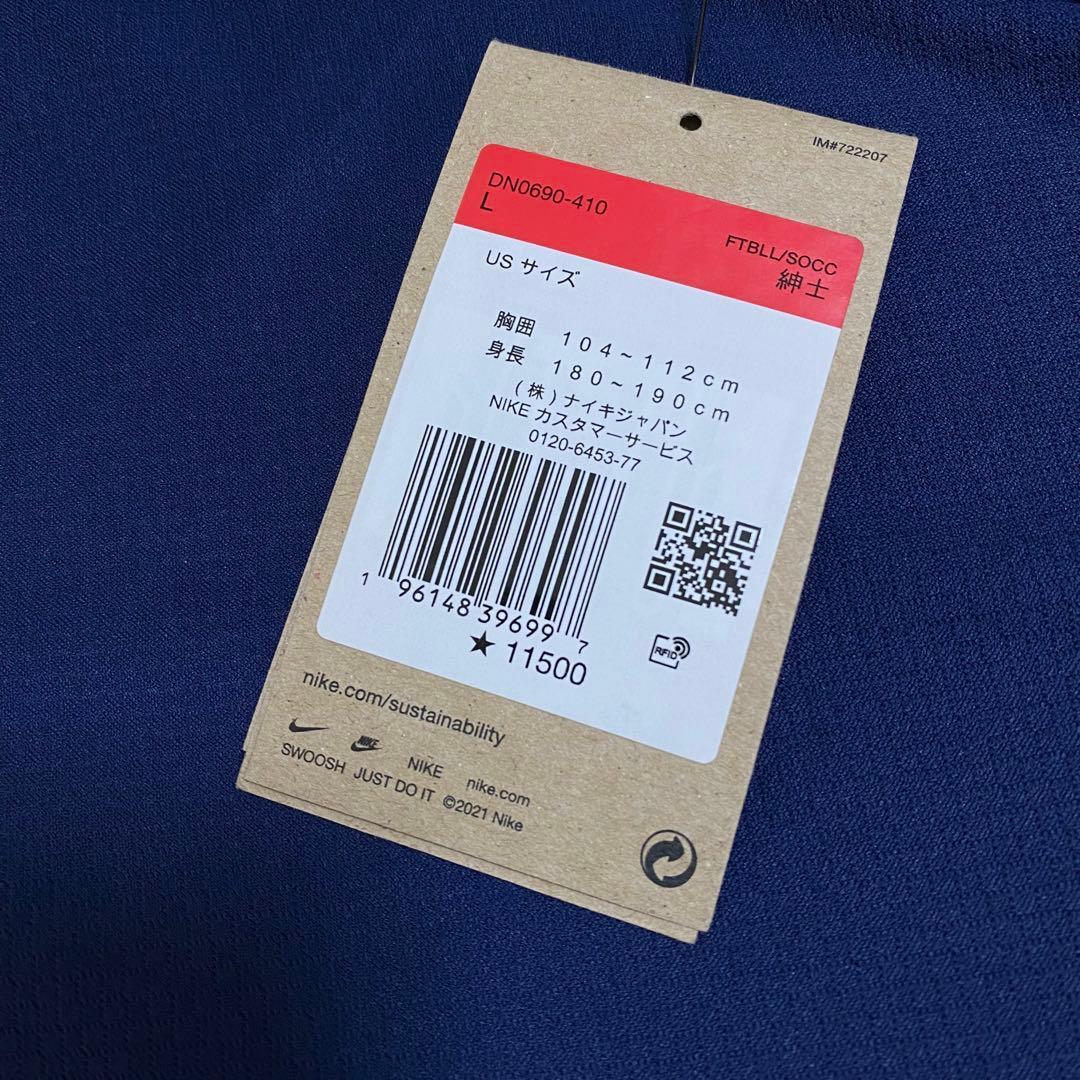 IM#722207
DN0690-410
L
FTBLL/SOCC
紳士
US サイズ
胸囲 104~112cm
身長 180~190cm
(株)ナイキジャパン
NIKE カスタマーサービス
0120-6453-77
1 96148 39699 7
★ 11500
RFID
nike.com/sustainability
NIKE
NIKE nike.com
SWOOSH JUST DO IT ©2021 Nike